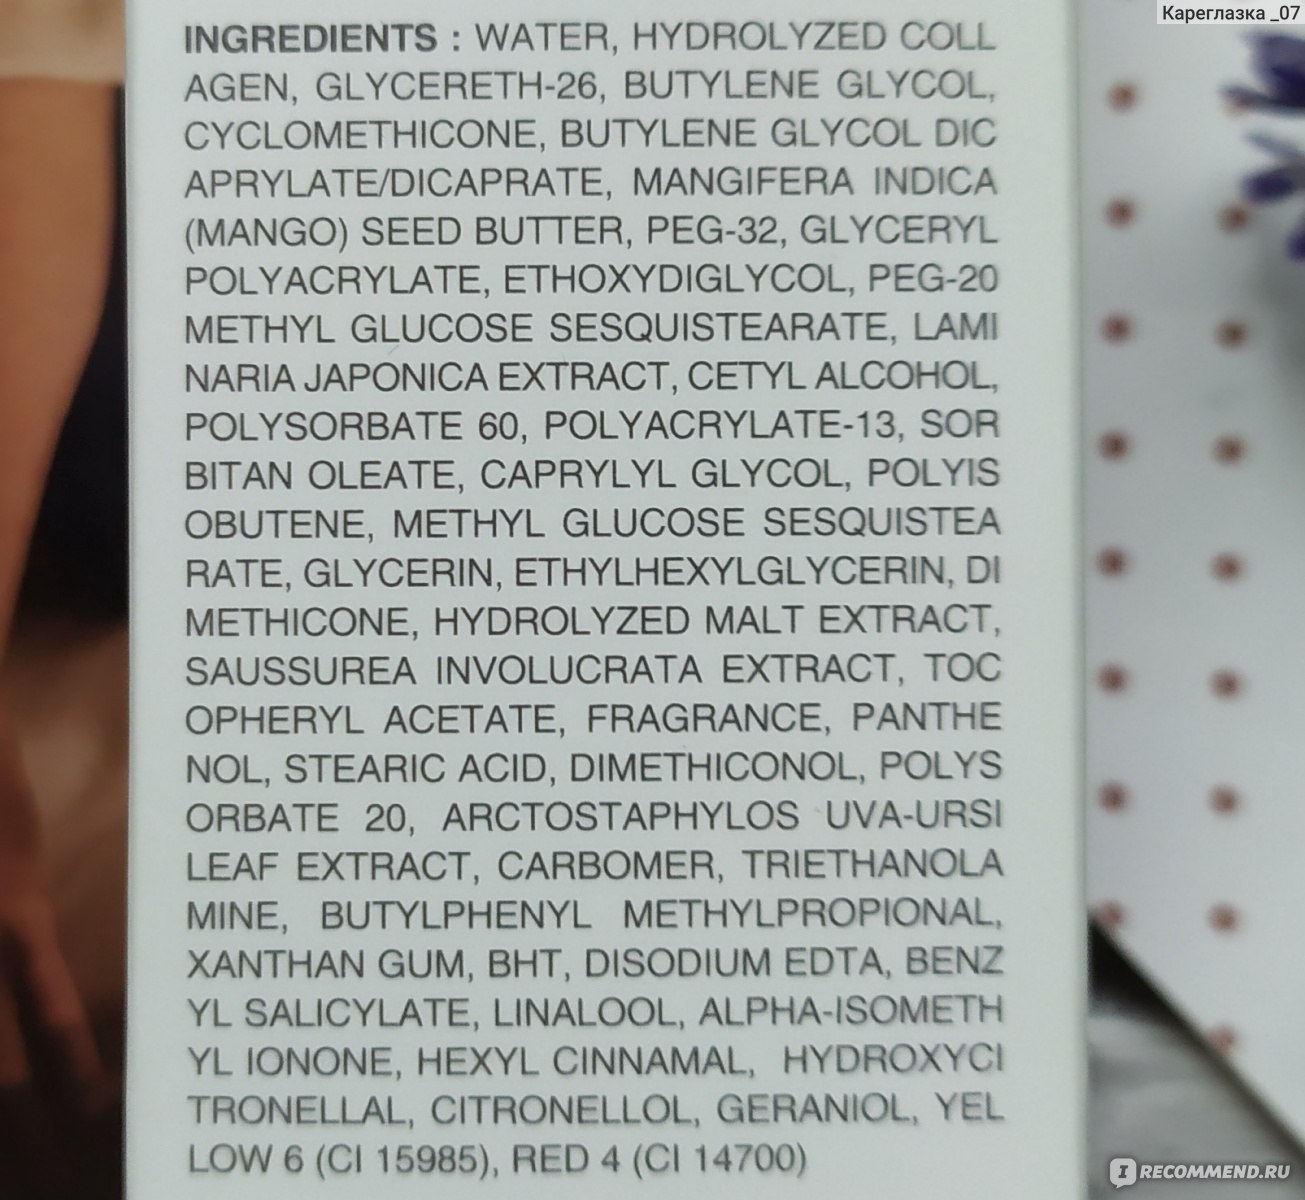 Кареглазка _07
INGREDIENTS : WATER, HYDROLYZED COLL
AGEN, GLYCERETH-26, BUTYLENE GLYCOL,
CYCLOMETHICONE, BUTYLENE GLYCOL DIC
APRYLATE/DICAPRATE, MANGIFERA INDICA
(MANGO) SEED BUTTER, PEG-32, GLYCERYL
POLYACRYLATE, ETHOXYDIGLYCOL, PEG-20
METHYL GLUCOSE SESQUISTEARATE, LAMI
NARIA JAPONICA EXTRACT, CETYL ALCOHOL,
POLYSORBATE 60, POLYACRYLATE-13, SOR
BITAN OLEATE, CAPRYLYL GLYCOL, POLYIS
OBUTENE, METHYL GLUCOSE SESQUISTEA
RATE, GLYCERIN, ETHYLHEXYLGLYCERIN, DI
METHICONE, HYDROLYZED MALT EXTRACT,
SAUSSUREA INVOLUCRATA EXTRACT, TOC
OPHERYL ACETATE, FRAGRANCE, PANTHE
NOL, STEARIC ACID, DIMETHICONOL, POLYS
ORBATE 20, ARCTOSTAPHYLOS UVA-URSI
LEAF EXTRACT, CARBOMER, TRIETHANOLA
MINE, BUTYLPHENYL METHYLPROPIONAL,
XANTHAN GUM, BHT, DISODIUM EDTA, BENZ
YL SALICYLATE, LINALOOL, ALPHA-ISOMETH
YL IONONE, HEXYL CINNAMAL, HYDROXYCI
TRONELLAL, CITRONELLOL, GERANIOL, YEL
LOW 6 (CI 15985), RED 4 (CI 14700)
IRECOMMEND.RU